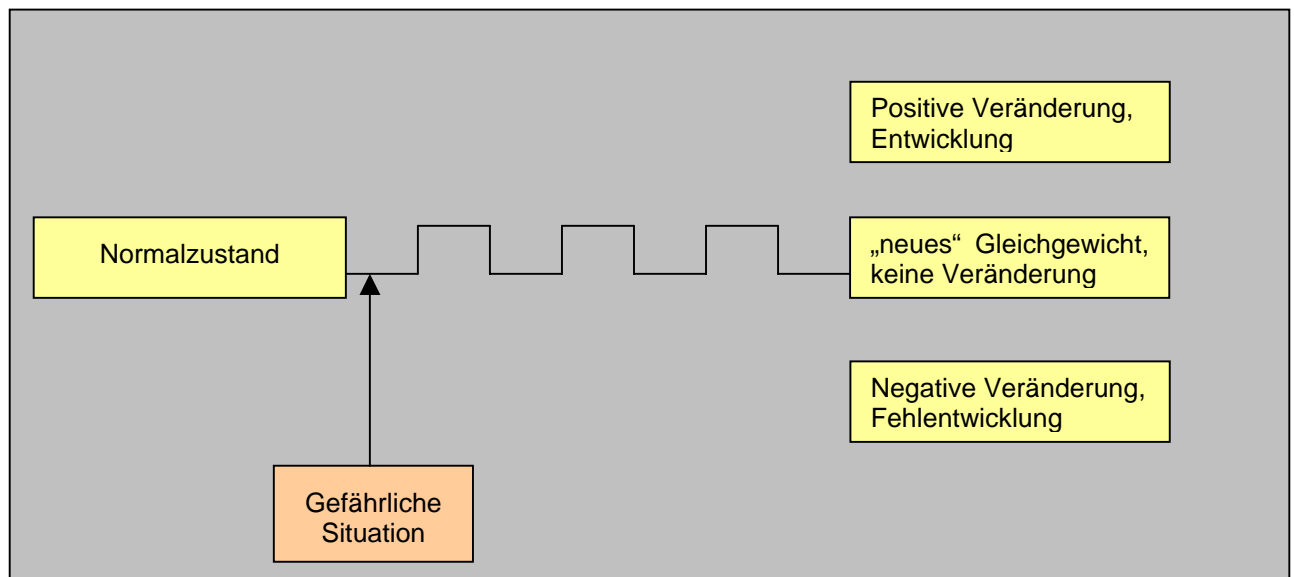 Positive Veränderung,
Entwicklung
Normalzustand
„neues“ Gleichgewicht,
keine Veränderung
Negative Veränderung,
Fehlentwicklung
Gefährliche
Situation